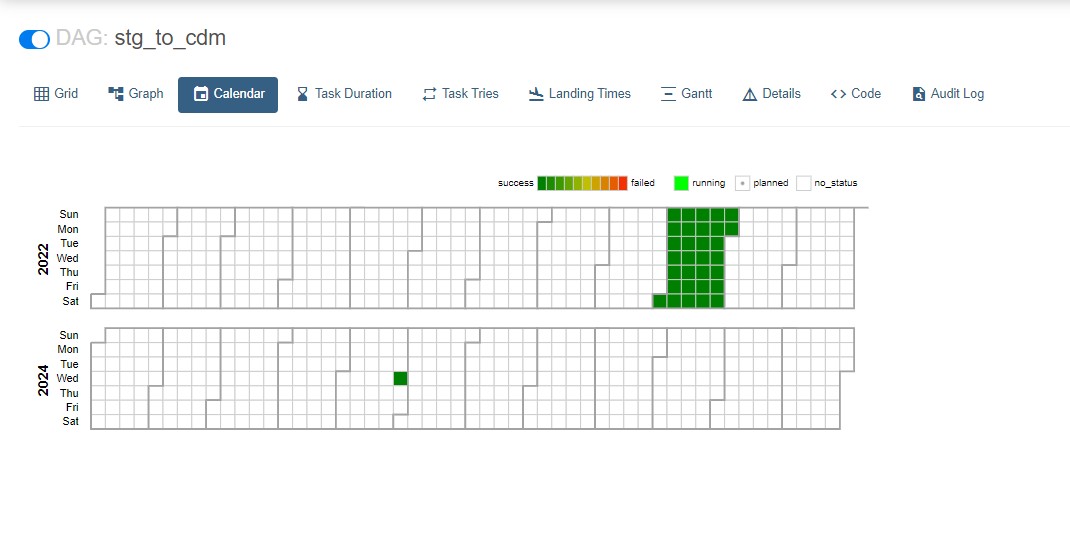 DAG: stg_to_cdm
Grid Graph Calendar Task Duration Task Tries Landing Times Gantt Details Code Audit Log
success failed running planned no_status
2022
Sun
Mon
Tue
Wed
Thu
Fri
Sat
2024
Sun
Mon
Tue
Wed
Thu
Fri
Sat